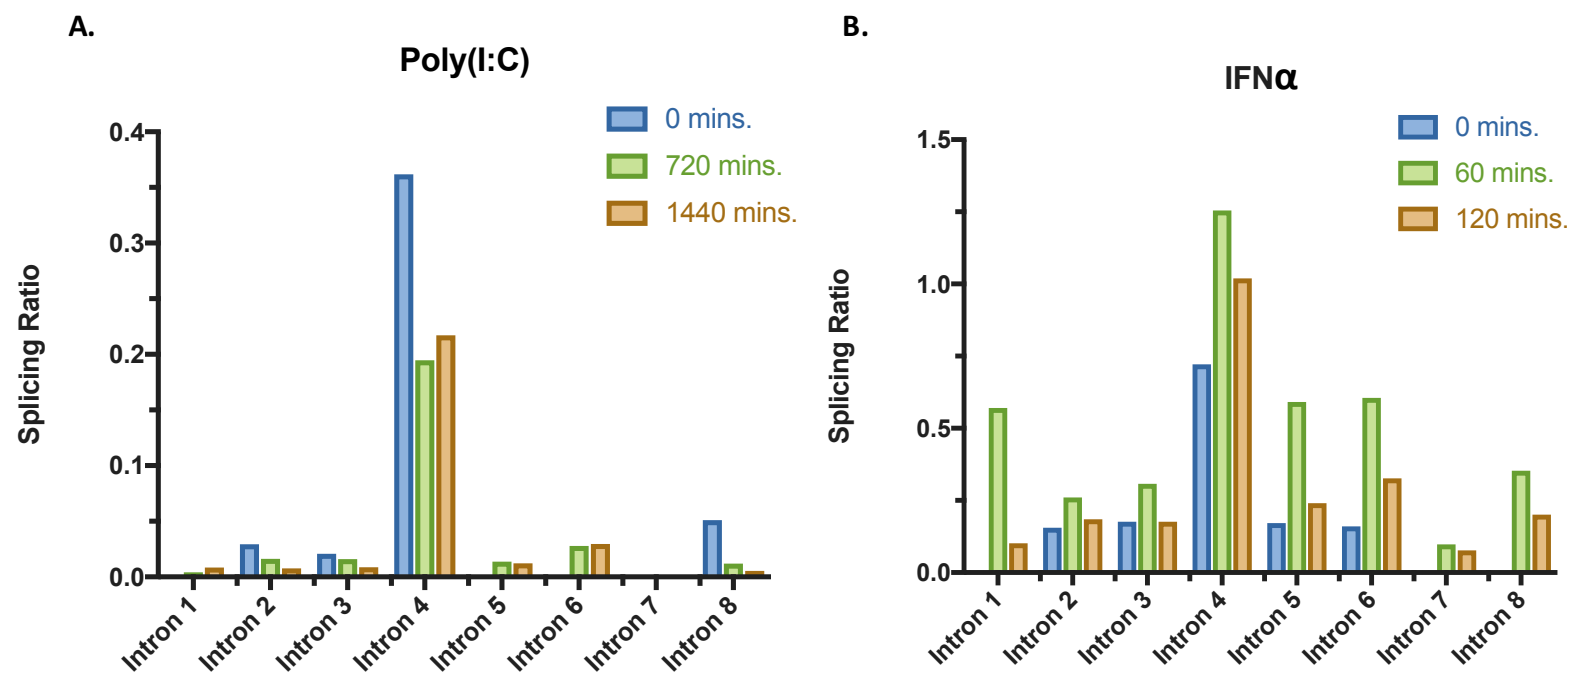 A.
Poly(I:C)
0 mins.
720 mins.
1440 mins.
Splicing Ratio
0.4
0.3
0.2
0.1
0.0
Intron 1
Intron 2
Intron 3
Intron 4
Intron 5
Intron 6
Intron 7
Intron 8
B.
IFNα
0 mins.
60 mins.
120 mins.
Splicing Ratio
1.5
1.0
0.5
0.0
Intron 1
Intron 2
Intron 3
Intron 4
Intron 5
Intron 6
Intron 7
Intron 8